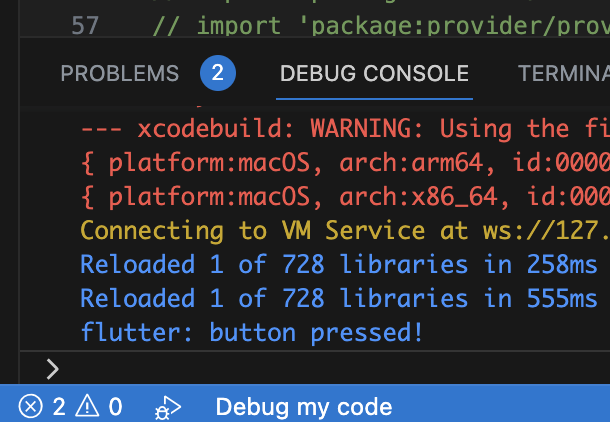 57 // import 'package:provider/prov
PROBLEMS 2 DEBUG CONSOLE TERMINA
--- xcodebuild: WARNING: Using the fi
{ platform:macOS, arch:arm64, id:0000
{ platform:macOS, arch:x86_64, id:000
Connecting to VM Service at ws://127.
Reloaded 1 of 728 libraries in 258ms
Reloaded 1 of 728 libraries in 555ms
flutter: button pressed!
2 0 Debug my code